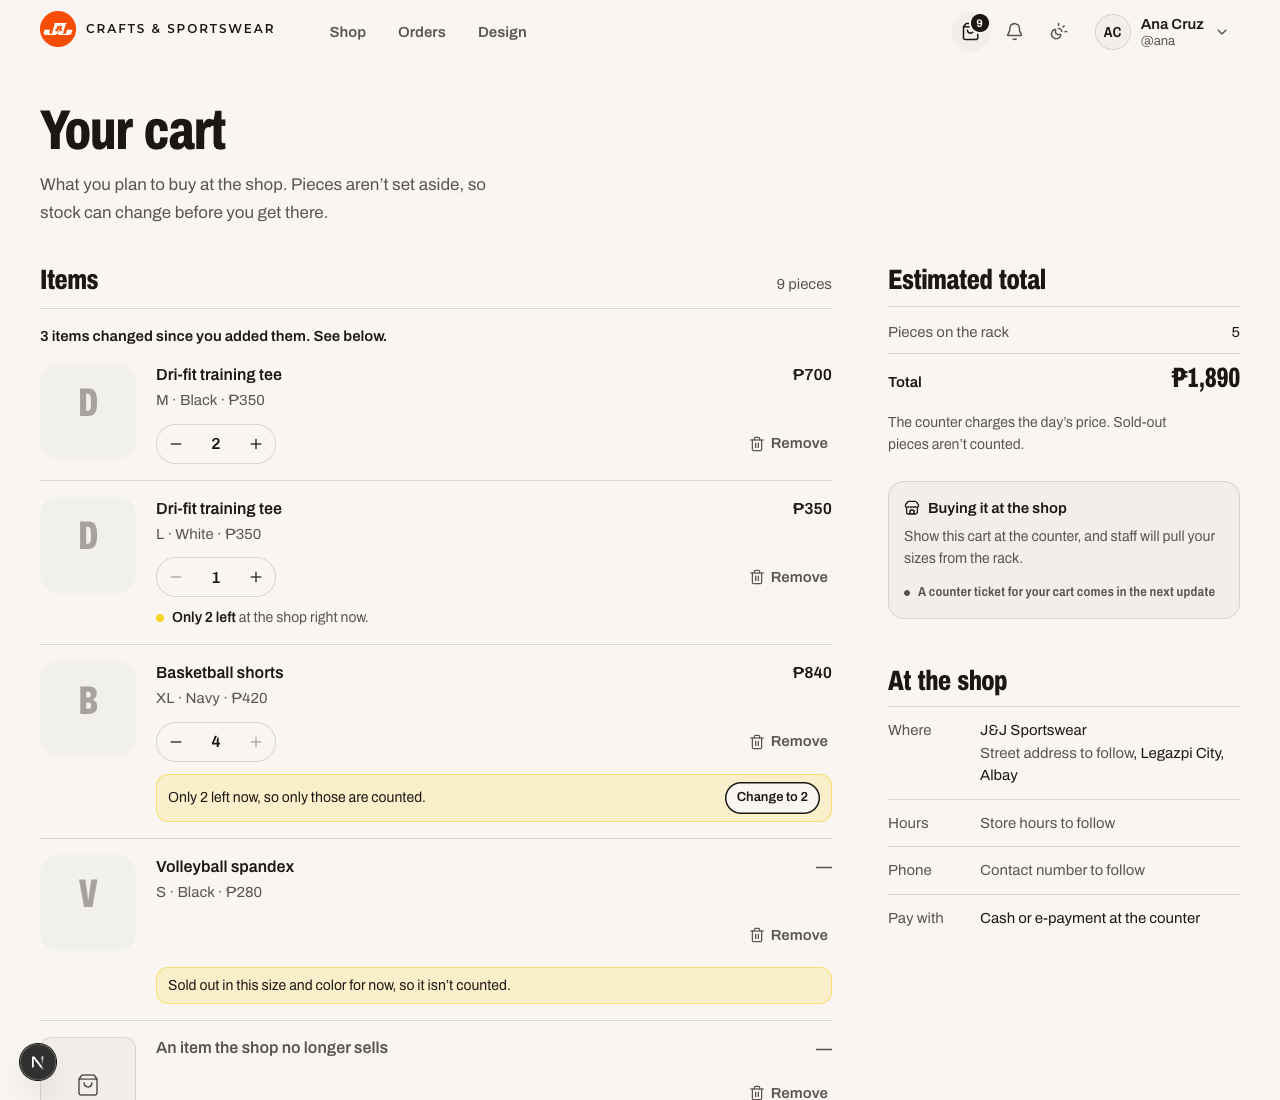 CRAFTS & SPORTSWEAR
Shop
Orders
Design
9
AC
Ana Cruz
@ana
Your cart
What you plan to buy at the shop. Pieces aren’t set aside, so
stock can change before you get there.
Items
9 pieces
3 items changed since you added them. See below.
D
Dri-fit training tee
₱700
M · Black · ₱350
2
Remove
D
Dri-fit training tee
₱350
L · White · ₱350
1
Remove
Only 2 left at the shop right now.
B
Basketball shorts
₱840
XL · Navy · ₱420
4
Remove
Only 2 left now, so only those are counted.
Change to 2
V
Volleyball spandex
—
S · Black · ₱280
Remove
Sold out in this size and color for now, so it isn’t counted.
An item the shop no longer sells
—
Remove
N
Estimated total
Pieces on the rack
5
Total
₱1,890
The counter charges the day’s price. Sold-out
pieces aren’t counted.
Buying it at the shop
Show this cart at the counter, and staff will pull your
sizes from the rack.
A counter ticket for your cart comes in the next update
At the shop
Where
J&J Sportswear
Street address to follow, Legazpi City,
Albay
Hours
Store hours to follow
Phone
Contact number to follow
Pay with
Cash or e-payment at the counter